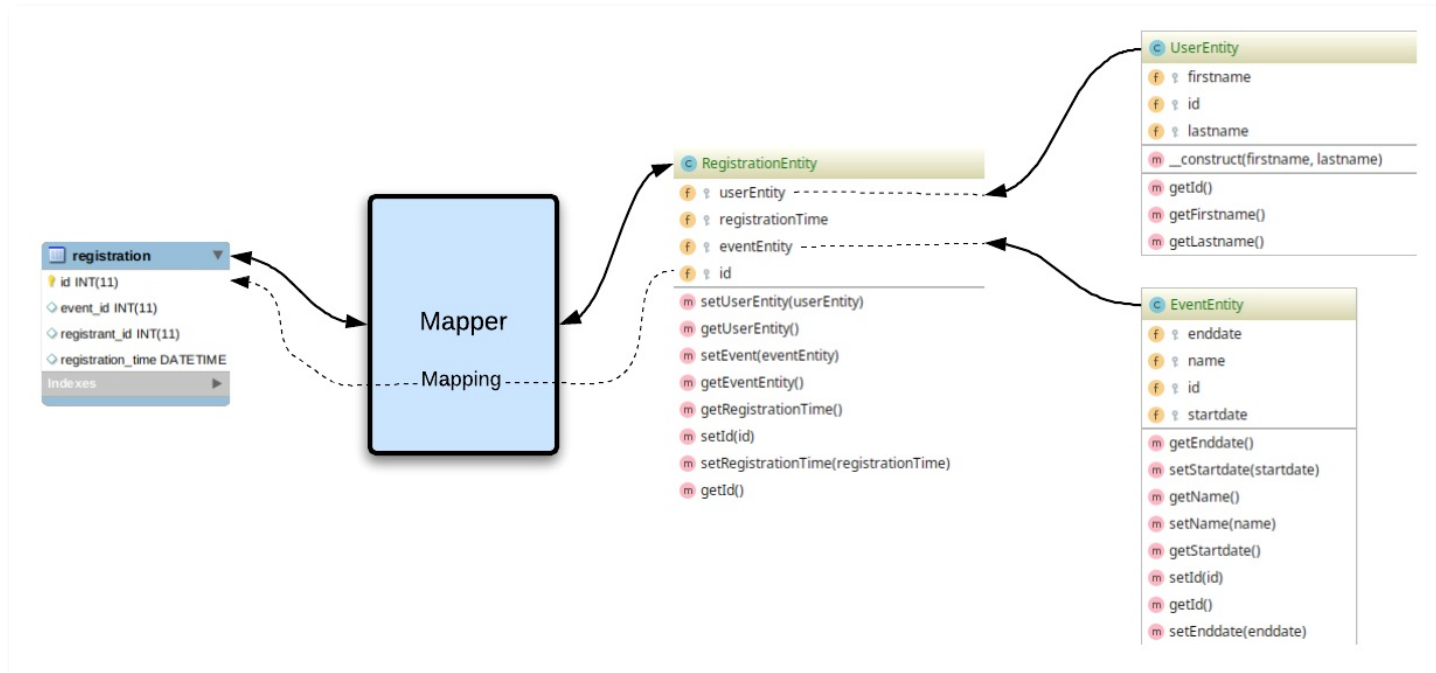 registration
id INT(11)
event_id INT(11)
registrant_id INT(11)
registration_time DATETIME
Indexes
Mapper
Mapping
C RegistrationEntity
f userEntity
f registrationTime
f eventEntity
f id
m setUserEntity(userEntity)
m getUserEntity()
m setEvent(eventEntity)
m getEventEntity()
m getRegistrationTime()
m setId(id)
m setRegistrationTime(registrationTime)
m getId()
C UserEntity
f firstname
f id
f lastname
m __construct(firstname, lastname)
m getId()
m getFirstname()
m getLastname()
C EventEntity
f enddate
f name
f id
f startdate
m getEnddate()
m setStartdate(startdate)
m getName()
m setName(name)
m getStartdate()
m setId(id)
m getId()
m setEnddate(enddate)